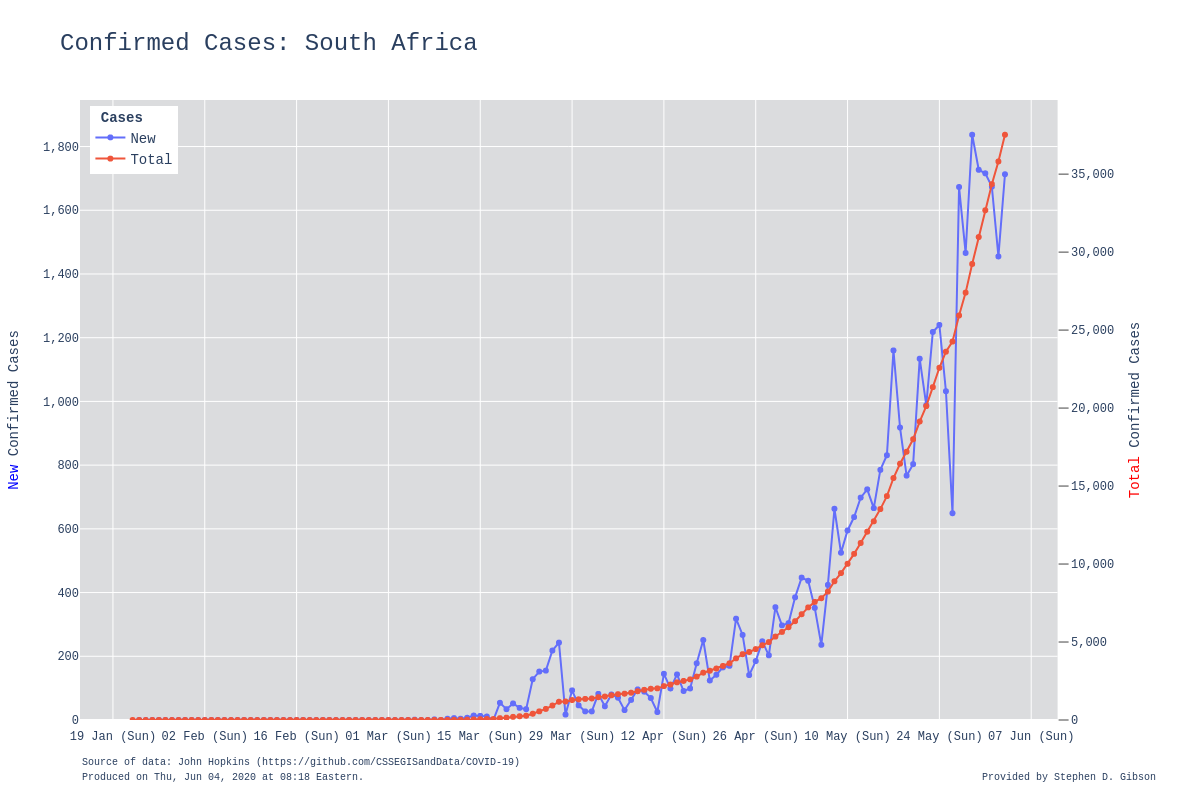 Confirmed Cases: South Africa
Cases
New
Total
1,800
1,600
1,400
1,200
1,000
800
600
400
200
0
New Confirmed Cases
35,000
30,000
25,000
20,000
15,000
10,000
5,000
0
Total Confirmed Cases
19 Jan (Sun) 02 Feb (Sun) 16 Feb (Sun) 01 Mar (Sun) 15 Mar (Sun) 29 Mar (Sun) 12 Apr (Sun) 26 Apr (Sun) 10 May (Sun) 24 May (Sun) 07 Jun (Sun)
Source of data: John Hopkins (https://github.com/CSSEGISandData/COVID-19)
Produced on Thu, Jun 04, 2020 at 08:18 Eastern.
Provided by Stephen D. Gibson